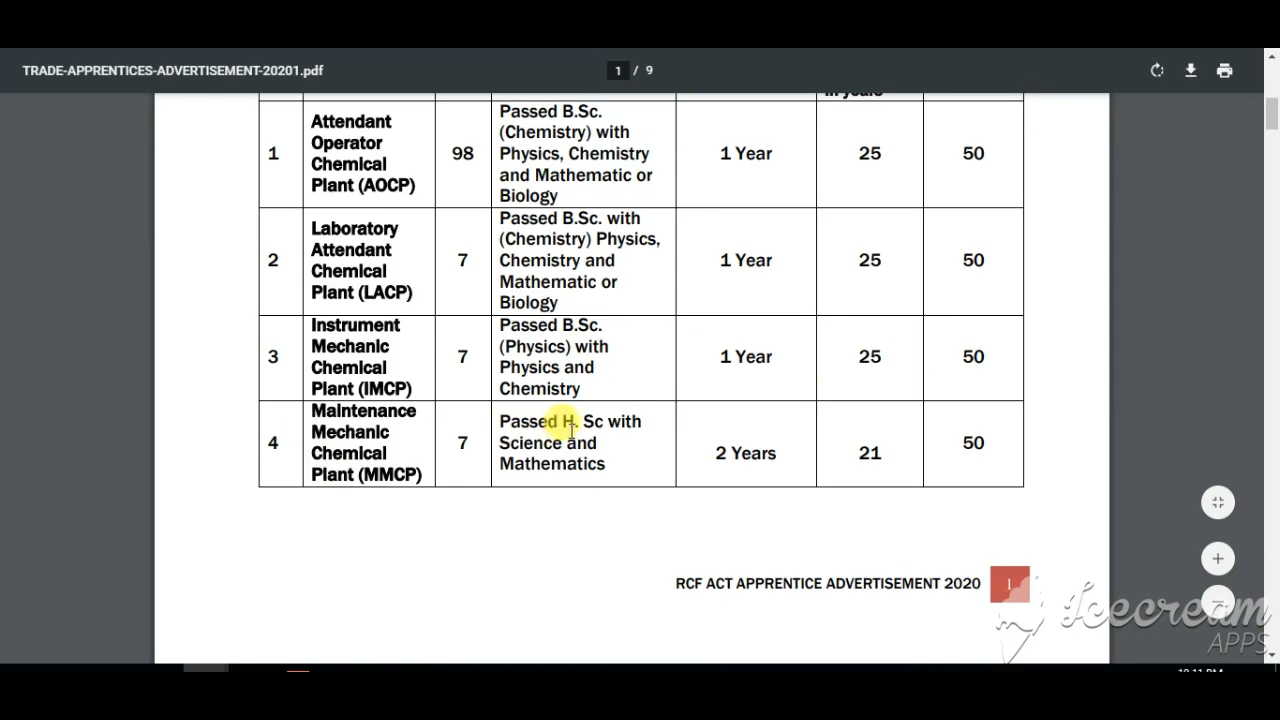 TRADE-APPRENTICES-ADVERTISEMENT-20201.pdf
1 / 9
in years
1
Attendant
Operator
Chemical
Plant (AOCP)
98
Passed B.Sc.
(Chemistry) with
Physics, Chemistry
and Mathematic or
Biology
1 Year
25
50
2
Laboratory
Attendant
Chemical
Plant (LACP)
7
Passed B.Sc. with
(Chemistry) Physics,
Chemistry and
Mathematic or
Biology
1 Year
25
50
3
Instrument
Mechanic
Chemical
Plant (IMCP)
7
Passed B.Sc.
(Physics) with
Physics and
Chemistry
1 Year
25
50
4
Maintenance
Mechanic
Chemical
Plant (MMCP)
7
Passed H. Sc with
Science and
Mathematics
2 Years
21
50
RCF ACT APPRENTICE ADVERTISEMENT 2020
1
Icecream
APPS